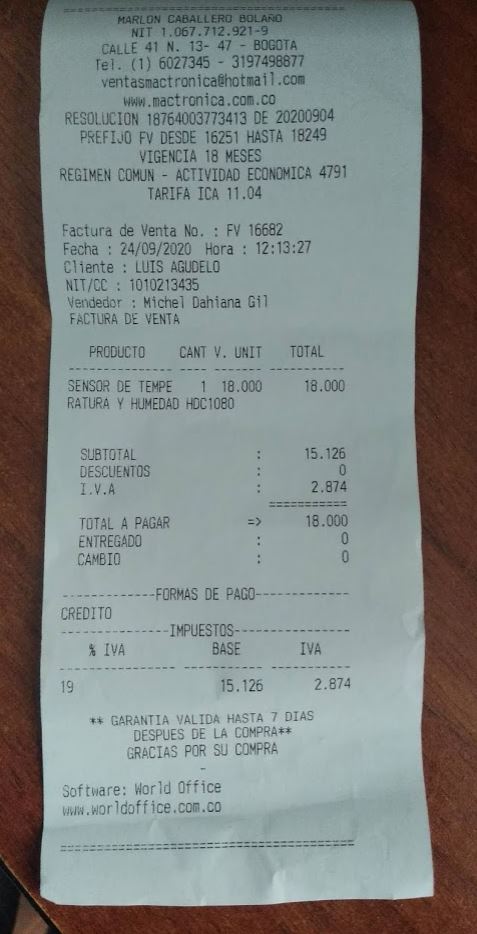 ================================
MARLON CABALLERO BOLAÑO
NIT 1.067.712.921-9
CALLE 41 N. 13- 47 - BOGOTA
Tel. (1) 6027345 - 3197498877
ventasmactronica@hotmail.com
www.mactronica.com.co
RESOLUCION 18764003773413 DE 20200904
PREFIJO FV DESDE 16251 HASTA 18249
VIGENCIA 18 MESES
REGIMEN COMUN - ACTIVIDAD ECONOMICA 4791
TARIFA ICA 11.04
Factura de Venta No. : FV 16682
Fecha : 24/09/2020 Hora : 12:13:27
Cliente : LUIS AGUDELO
NIT/CC : 1010213435
Vendedor : Michel Dahiana Gil
FACTURA DE VENTA
PRODUCTO CANT V. UNIT TOTAL
--------------- ---- ------- -----------
SENSOR DE TEMPE 1 18.000 18.000
RATURA Y HUMEDAD HDC1080
SUBTOTAL : 15.126
DESCUENTOS : 0
I.V.A : 2.874
===========
TOTAL A PAGAR => 18.000
ENTREGADO : 0
CAMBIO : 0
-------------FORMAS DE PAGO-------------
CREDITO
---------------IMPUESTOS----------------
% IVA BASE IVA
--------------- ----------- -----------
19 15.126 2.874
** GARANTIA VALIDA HASTA 7 DIAS
DESPUES DE LA COMPRA**
GRACIAS POR SU COMPRA
-
Software: World Office
www.worldoffice.com.co
========================================